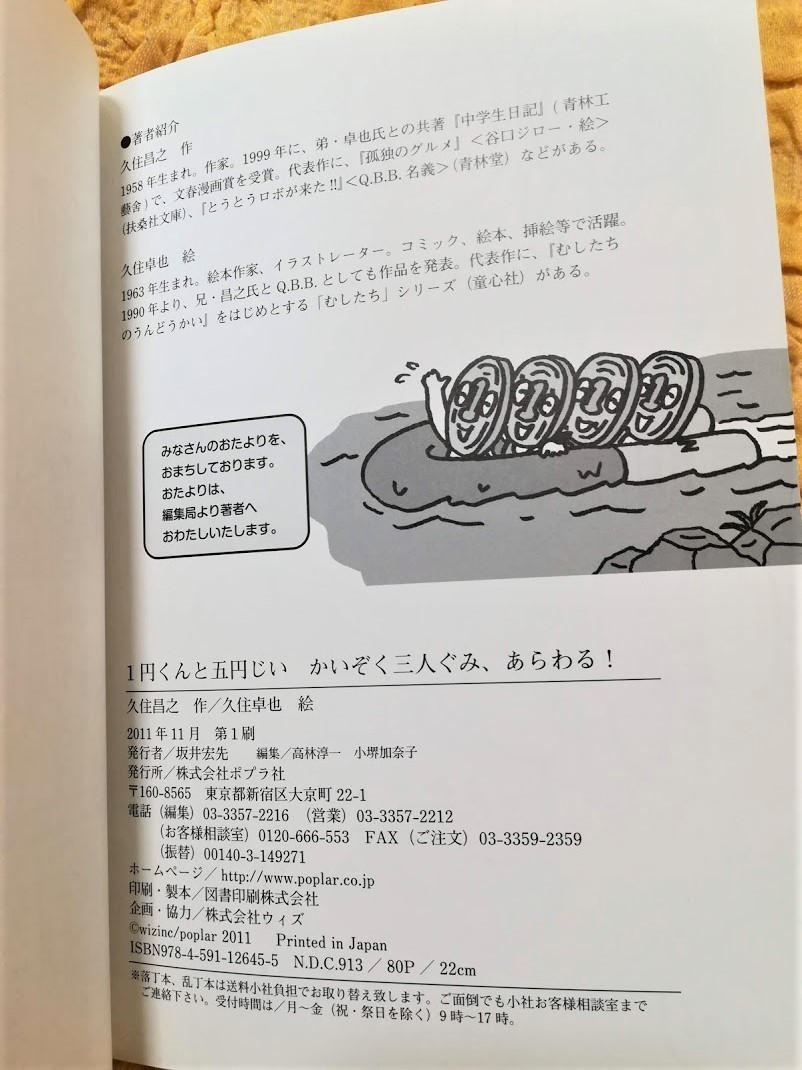 ●著者紹介
久住昌之　作
1958年生まれ。作家。1999年に、弟・卓也氏との共著『中学生日記』(青林工
藝舎)で、文春漫画賞を受賞。代表作に、『孤独のグルメ』<谷口ジロー・絵>
(扶桑社文庫)、『とうとうロボが来た!!』<Q.B.B.名義>(青林堂)などがある。
久住卓也　絵
1963年生まれ。絵本作家、イラストレーター。コミック、絵本、挿絵等で活躍。
1990年より、兄・昌之氏とQ.B.B.としても作品を発表。代表作に、『むしたち
のうんどうかい』をはじめとする「むしたち」シリーズ(童心社)がある。
みなさんのおたよりを、
おまちしております。
おたよりは、
編集局より著者へ
おわたしいたします。
1円くんと五円じい　かいぞく三人ぐみ、あらわる！
久住昌之　作／久住卓也　絵
2011年11月　第1刷
発行者／坂井宏先　　編集／高林淳一　小堺加奈子
発行所／株式会社ポプラ社
〒160-8565　東京都新宿区大京町22-1
電話（編集）03-3357-2216　（営業）03-3357-2212
（お客様相談室）0120-666-553　FAX（ご注文）03-3359-2359
（振替）00140-3-149271
ホームページ／http://www.poplar.co.jp
印刷・製本／図書印刷株式会社
企画・協力／株式会社ウィズ
©wizinc/poplar 2011　Printed in Japan
ISBN978-4-591-12645-5　N.D.C.913／80P／22cm
※落丁本、乱丁本は送料小社負担でお取り替え致します。ご面倒でも小社お客様相談室まで
ご連絡下さい。受付時間は／月～金（祝・祭日を除く）9時～17時。